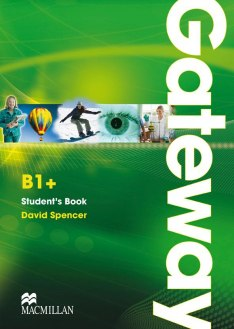 Gateway
B1+
Student's Book
David Spencer
MACMILLAN